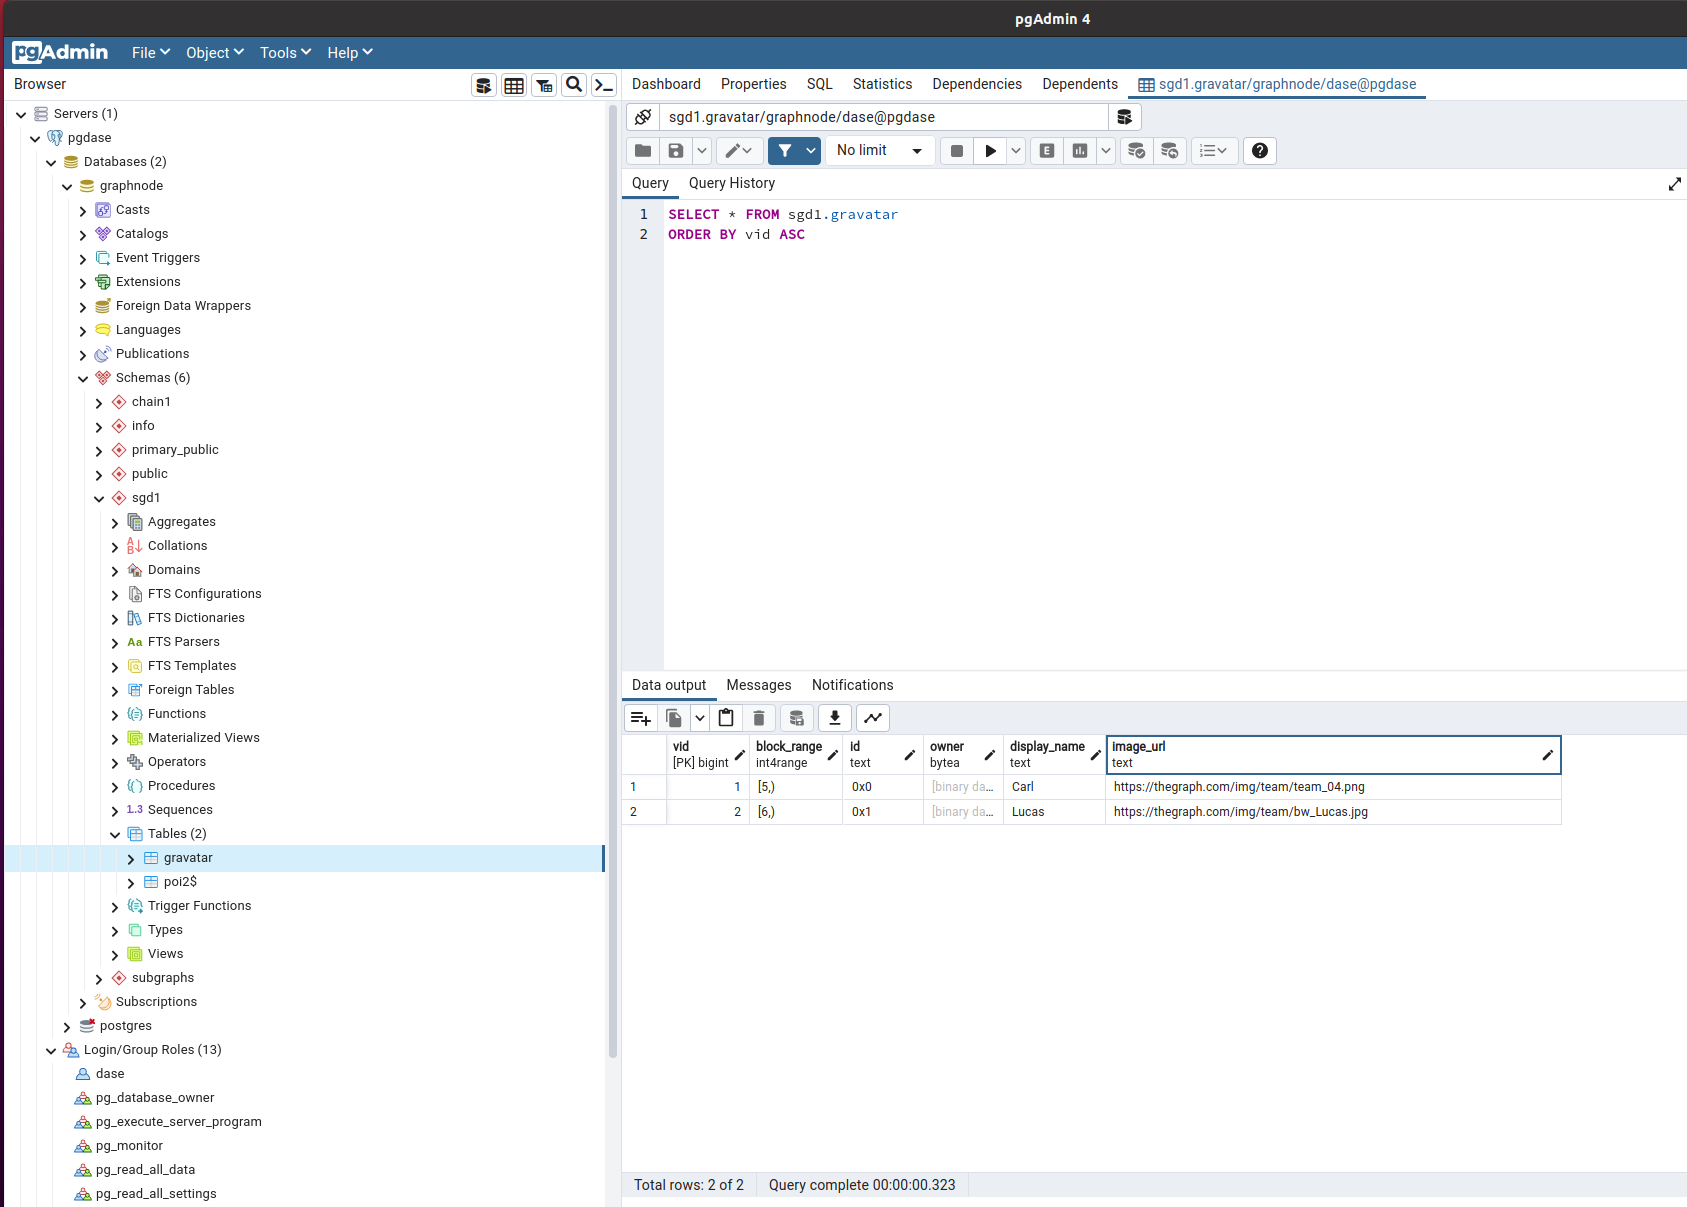 pgAdmin 4
pgAdmin File Object Tools Help
Browser
Servers (1)
pgdase
Databases (2)
graphnode
Casts
Catalogs
Event Triggers
Extensions
Foreign Data Wrappers
Languages
Publications
Schemas (6)
chain1
info
primary_public
public
sgd1
Aggregates
Collations
Domains
FTS Configurations
FTS Dictionaries
Aa FTS Parsers
FTS Templates
Foreign Tables
Functions
Materialized Views
Operators
Procedures
1.3 Sequences
Tables (2)
gravatar
poi2$
Trigger Functions
Types
Views
subgraphs
Subscriptions
postgres
Login/Group Roles (13)
dase
pg_database_owner
pg_execute_server_program
pg_monitor
pg_read_all_data
pg_read_all_settings
Dashboard Properties SQL Statistics Dependencies Dependents sgd1.gravatar/graphnode/dase@pgdase
sgd1.gravatar/graphnode/dase@pgdase
No limit E
Query Query History
1 SELECT * FROM sgd1.gravatar
2 ORDER BY vid ASC
Data output Messages Notifications
vid block_range id owner display_name image_url
[PK] bigint int4range text bytea text text
1 1 [5,) 0x0 [binary da... Carl https://thegraph.com/img/team/team_04.png
2 2 [6,) 0x1 [binary da... Lucas https://thegraph.com/img/team/bw_Lucas.jpg
Total rows: 2 of 2 Query complete 00:00:00.323